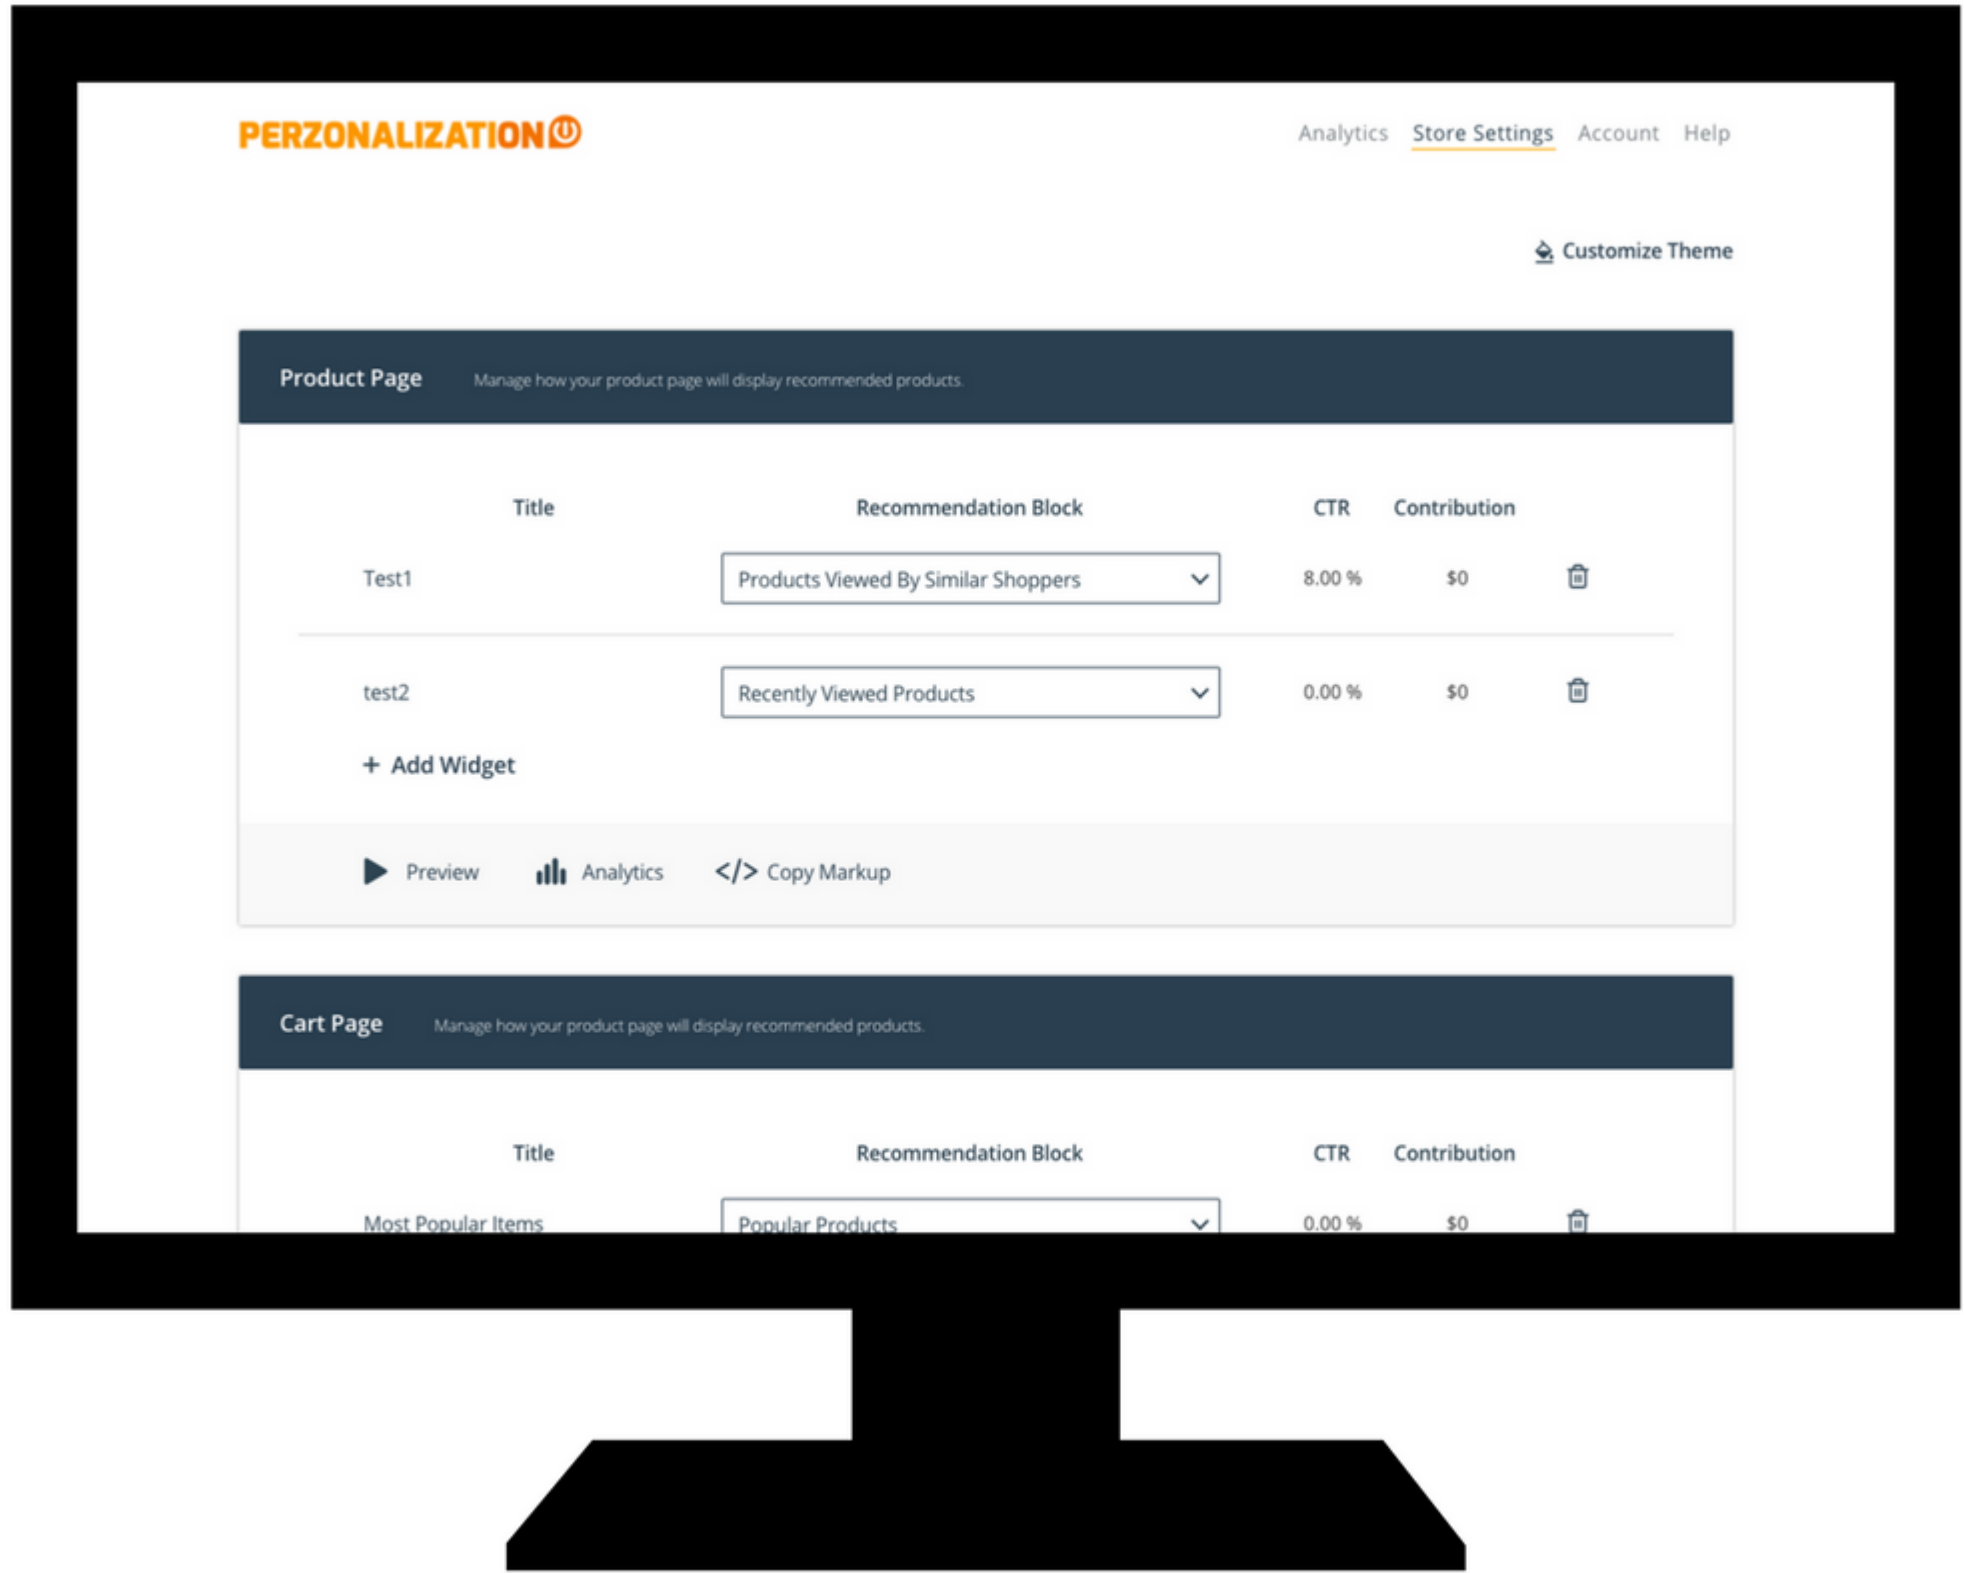 PERZONALIZATION
Analytics Store Settings Account Help
Customize Theme
Product Page Manage how your product page will display recommended products.
Title Recommendation Block CTR Contribution
Test1 Products Viewed By Similar Shoppers 8.00 % $0
test2 Recently Viewed Products 0.00 % $0
+ Add Widget
Preview Analytics </> Copy Markup
Cart Page Manage how your product page will display recommended products.
Title Recommendation Block CTR Contribution
Most Popular Items Popular Products 0.00 % $0